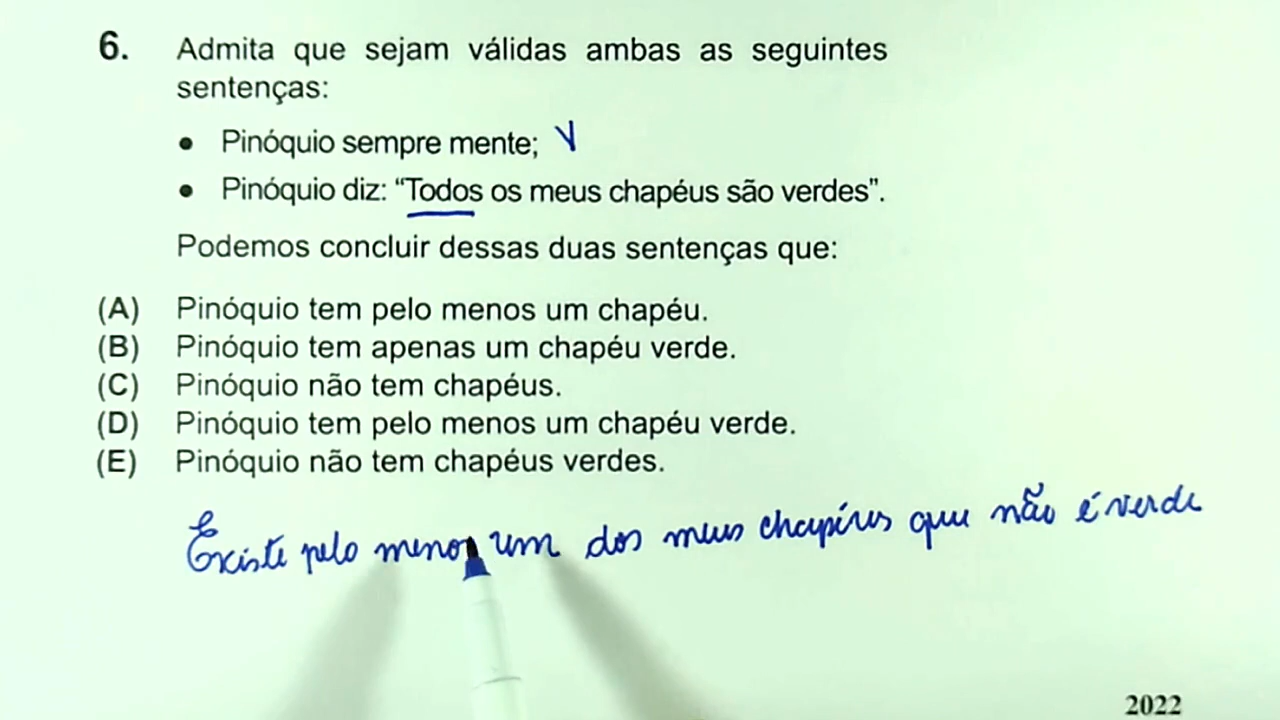 6. Admita que sejam válidas ambas as seguintes
sentenças:
• Pinóquio sempre mente; V
• Pinóquio diz: “Todos os meus chapéus são verdes”.
Podemos concluir dessas duas sentenças que:
(A) Pinóquio tem pelo menos um chapéu.
(B) Pinóquio tem apenas um chapéu verde.
(C) Pinóquio não tem chapéus.
(D) Pinóquio tem pelo menos um chapéu verde.
(E) Pinóquio não tem chapéus verdes.
Existe pelo menos um dos meus chapéus que não é verde
2022